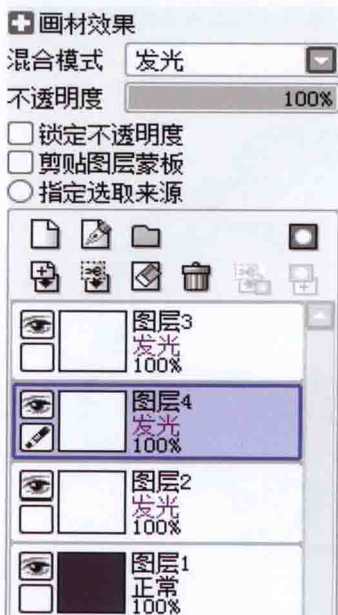 画材效果
混合模式 发光
不透明度 100%
锁定不透明度
剪贴图层蒙板
指定选取来源
图层3
发光
100%
图层4
发光
100%
图层2
发光
100%
图层1
正常
100%